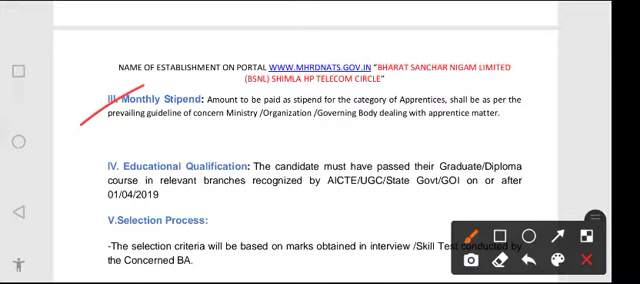 NAME OF ESTABLISHMENT ON PORTAL WWW.MHRDNATS.GOV.IN "BHARAT SANCHAR NIGAM LIMITED
(BSNL) SHIMLA HP TELECOM CIRCLE"
III. Monthly Stipend: Amount to be paid as stipend for the category of Apprentices, shall be as per the
prevailing guideline of concern Ministry /Organization /Governing Body dealing with apprentice matter.
IV. Educational Qualification: The candidate must have passed their Graduate/Diploma
course in relevant branches recognized by AICTE/UGC/State Govt/GOI on or after
01/04/2019
V.Selection Process:
-The selection criteria will be based on marks obtained in interview /Skill Test conducted by
the Concerned BA.